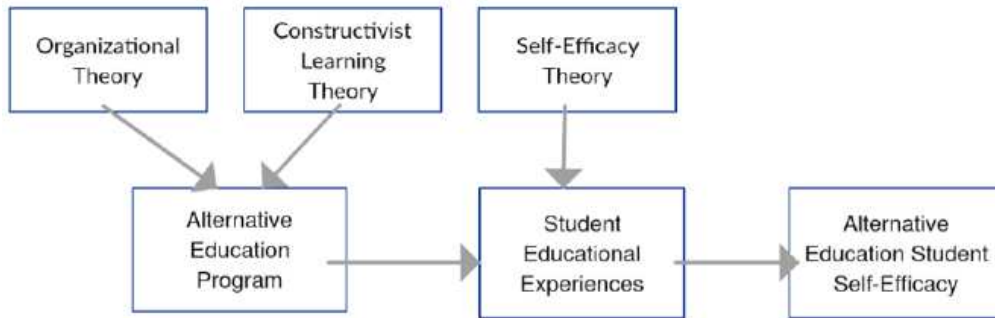 Organizational
Theory
Constructivist
Learning
Theory
Self-Efficacy
Theory
Alternative
Education
Program
Student
Educational
Experiences
Alternative
Education Student
Self-Efficacy